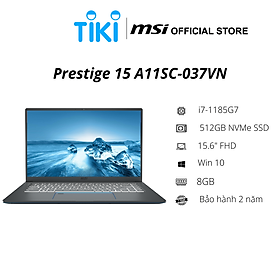 TIKI msi OFFICIAL STORE
Prestige 15 A11SC-037VN
i7-1185G7
512GB NVMe SSD
15.6" FHD
Win 10
8GB
Bảo hành 2 năm